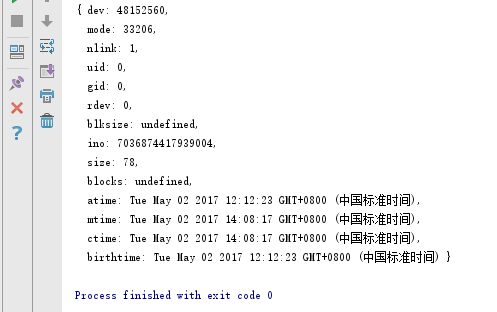 { dev: 48152560,
mode: 33206,
nlink: 1,
uid: 0,
gid: 0,
rdev: 0,
blksize: undefined,
ino: 7036874417939004,
size: 78,
blocks: undefined,
atime: Tue May 02 2017 12:12:23 GMT+0800 (中国标准时间),
mtime: Tue May 02 2017 14:08:17 GMT+0800 (中国标准时间),
ctime: Tue May 02 2017 14:08:17 GMT+0800 (中国标准时间),
birthtime: Tue May 02 2017 12:12:23 GMT+0800 (中国标准时间) }
Process finished with exit code 0